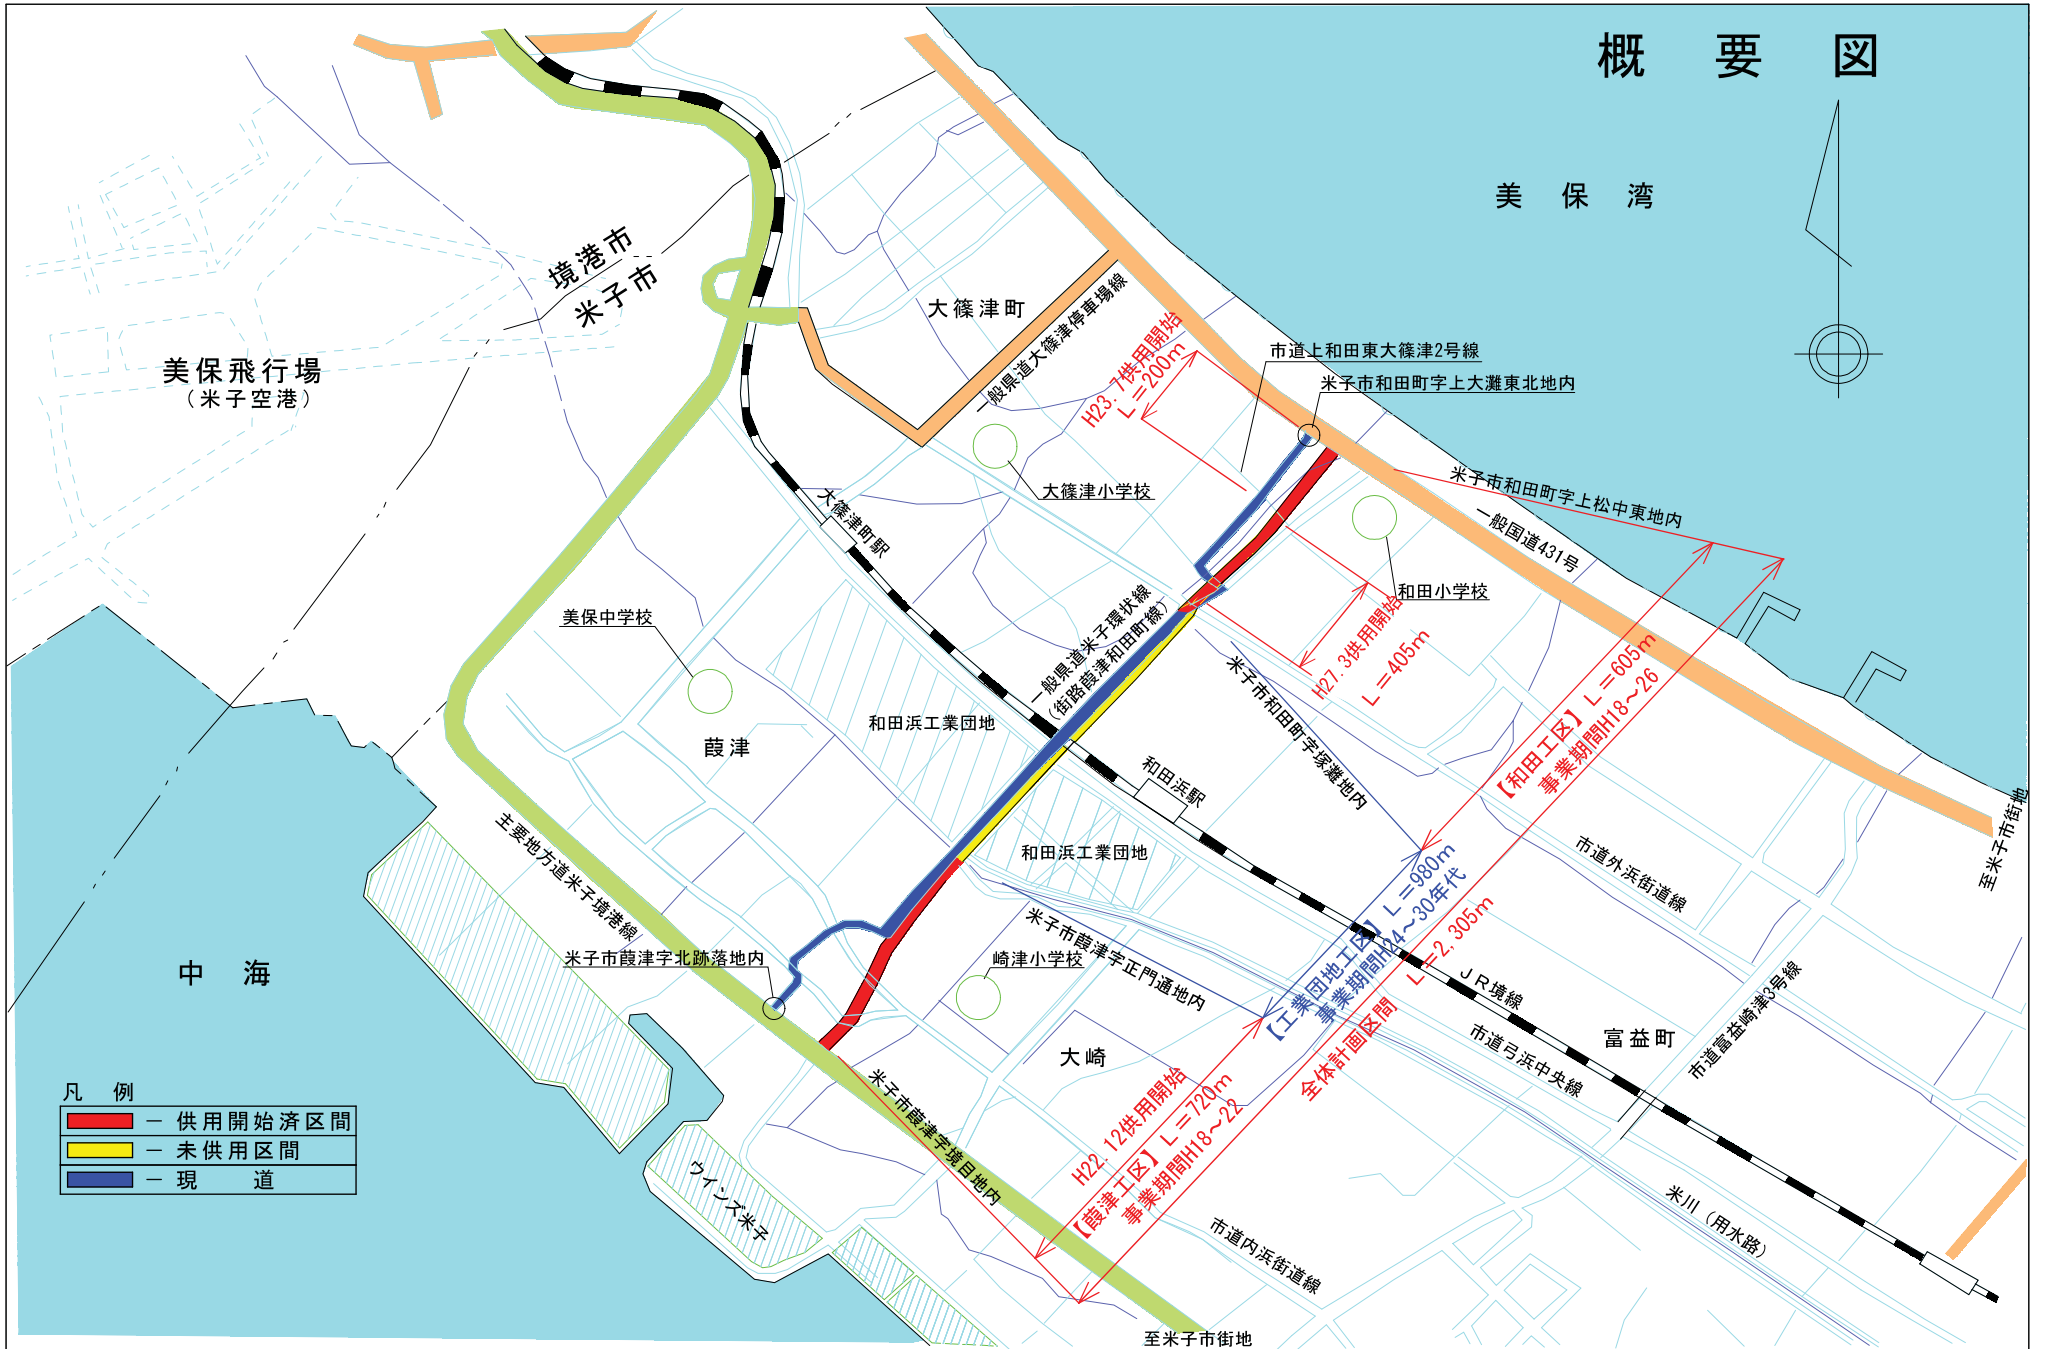 概要図
美保湾
境港市
米子市
大篠津町
一般県道大篠津停車場線
H23.7供用開始
L=200m
市道上和田東大篠津2号線
米子市和田町字上大灘東北地内
美保飛行場
(米子空港)
大篠津小学校
米子市和田町字上松中東地内
一般国道431号
大篠津町駅
和田小学校
美保中学校
一般県道米子環状線
(街路葭津和田町線)
H27.3供用開始
L=405m
米子市和田町字塚灘地内
【和田工区】L=605m
事業期間H18~26
和田浜工業団地
葭津
和田浜駅
至米子市街地
主要地方道米子境港線
和田浜工業団地
市道外浜街道線
【工業団地工区】L=980m
事業期間H24~30年代
全体計画区間 L=2,305m
米子市葭津字正門通地内
米子市葭津字北跡落地内
崎津小学校
中海
JR境線
市道富益崎津3号線
富益町
市道弓浜中央線
大崎
H22.12供用開始
【葭津工区】L=720m
事業期間H18~22
米子市葭津字境目地内
凡例
- 供用開始済区間
- 未供用区間
- 現道
ウインズ米子
米川(用水路)
市道内浜街道線
至米子市街地